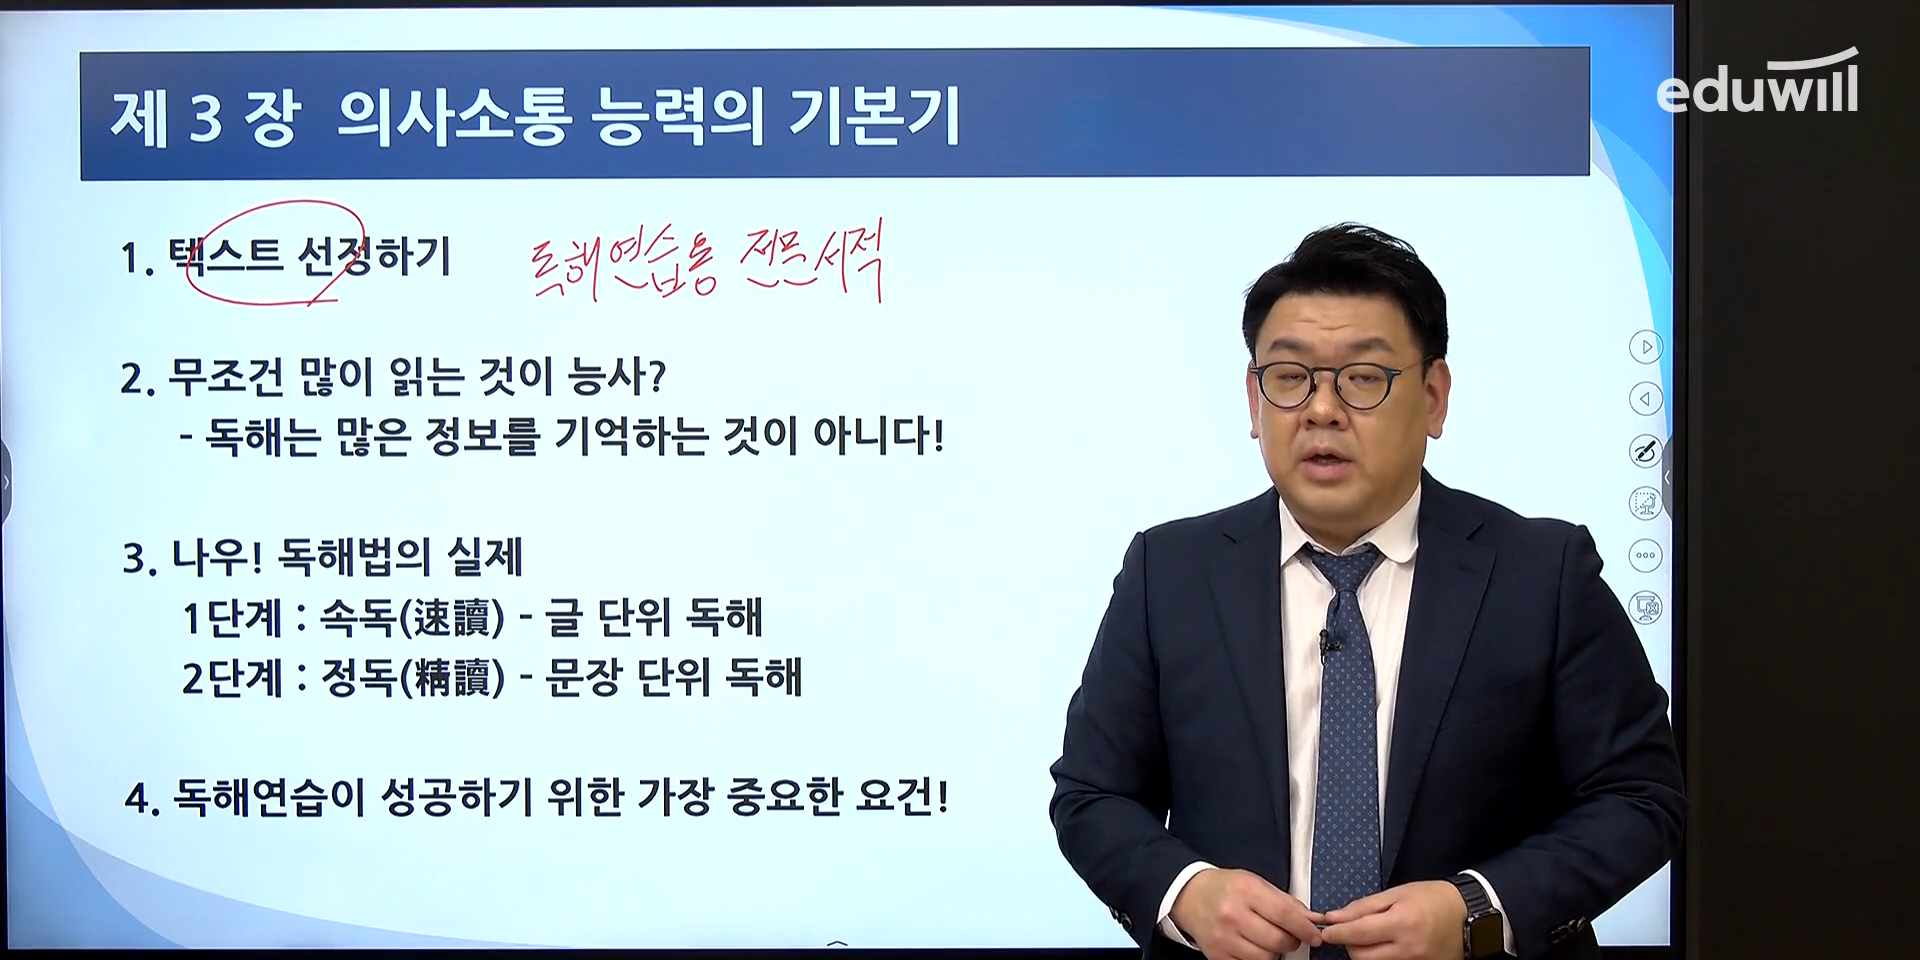 제 3 장 의사소통 능력의 기본기
eduwill
1. 텍스트 선정하기 독해연습용 전문서적
2. 무조건 많이 읽는 것이 능사?
- 독해는 많은 정보를 기억하는 것이 아니다!
3. 나우! 독해법의 실제
1단계 : 속독(速讀) - 글 단위 독해
2단계 : 정독(精讀) - 문장 단위 독해
4. 독해연습이 성공하기 위한 가장 중요한 요건!